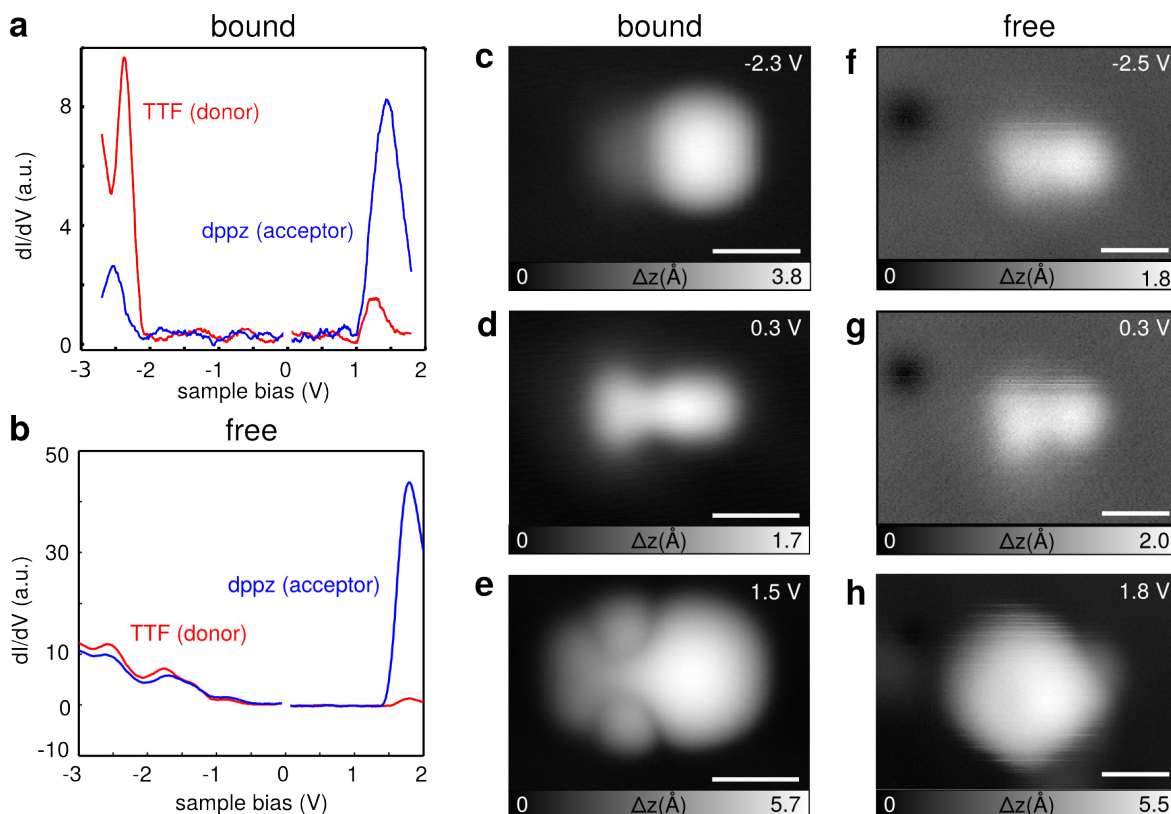 a bound
8
4
0
dI/dV (a.u.)
TTF (donor)
dppz (acceptor)
-3 -2 -1 0 1 2
sample bias (V)
b free
50
30
10
0
-10
dI/dV (a.u.)
dppz (acceptor)
TTF (donor)
-3 -2 -1 0 1 2
sample bias (V)
bound
c -2.3 V
0 Δz(Å) 3.8
d 0.3 V
0 Δz(Å) 1.7
e 1.5 V
0 Δz(Å) 5.7
free
f -2.5 V
0 Δz(Å) 1.8
g 0.3 V
0 Δz(Å) 2.0
h 1.8 V
0 Δz(Å) 5.5